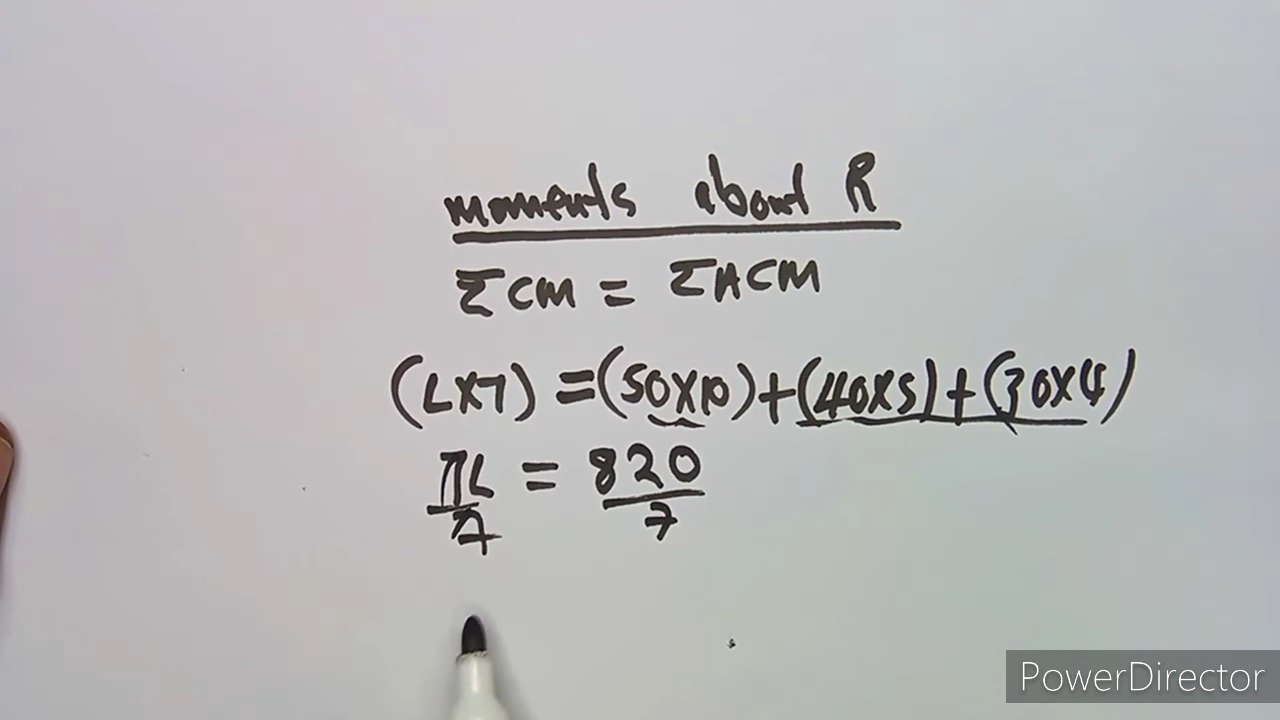 moments about R
ΣCM = ΣACM
(L×7) = (50×10)+(40×5)+(30×4)
7L/7 = 820/7
PowerDirector